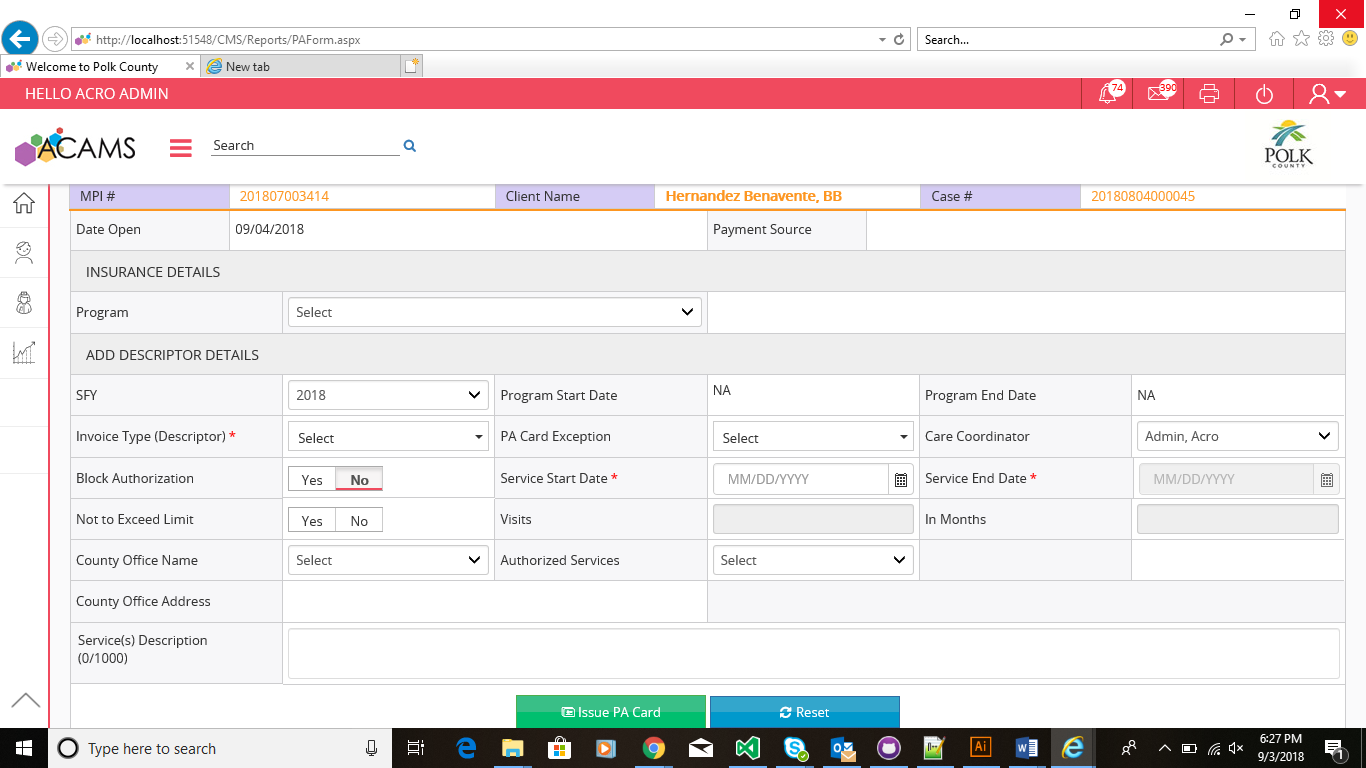 http://localhost:51548/CMS/Reports/PAForm.aspx
Search...
Welcome to Polk County
New tab
HELLO ACRO ADMIN
74
390
ACAMS
Search
POLK
COUNTY
MPI #
201807003414
Client Name
Hernandez Benavente, BB
Case #
20180804000045
Date Open
09/04/2018
Payment Source
INSURANCE DETAILS
Program
Select
ADD DESCRIPTOR DETAILS
SFY
2018
Program Start Date
NA
Program End Date
NA
Invoice Type (Descriptor) *
Select
PA Card Exception
Select
Care Coordinator
Admin, Acro
Block Authorization
Yes
No
Service Start Date *
MM/DD/YYYY
Service End Date *
MM/DD/YYYY
Not to Exceed Limit
Yes
No
Visits
In Months
County Office Name
Select
Authorized Services
Select
County Office Address
Service(s) Description
(0/1000)
Issue PA Card
Reset
Type here to search
Ai
6:27 PM
9/3/2018
1